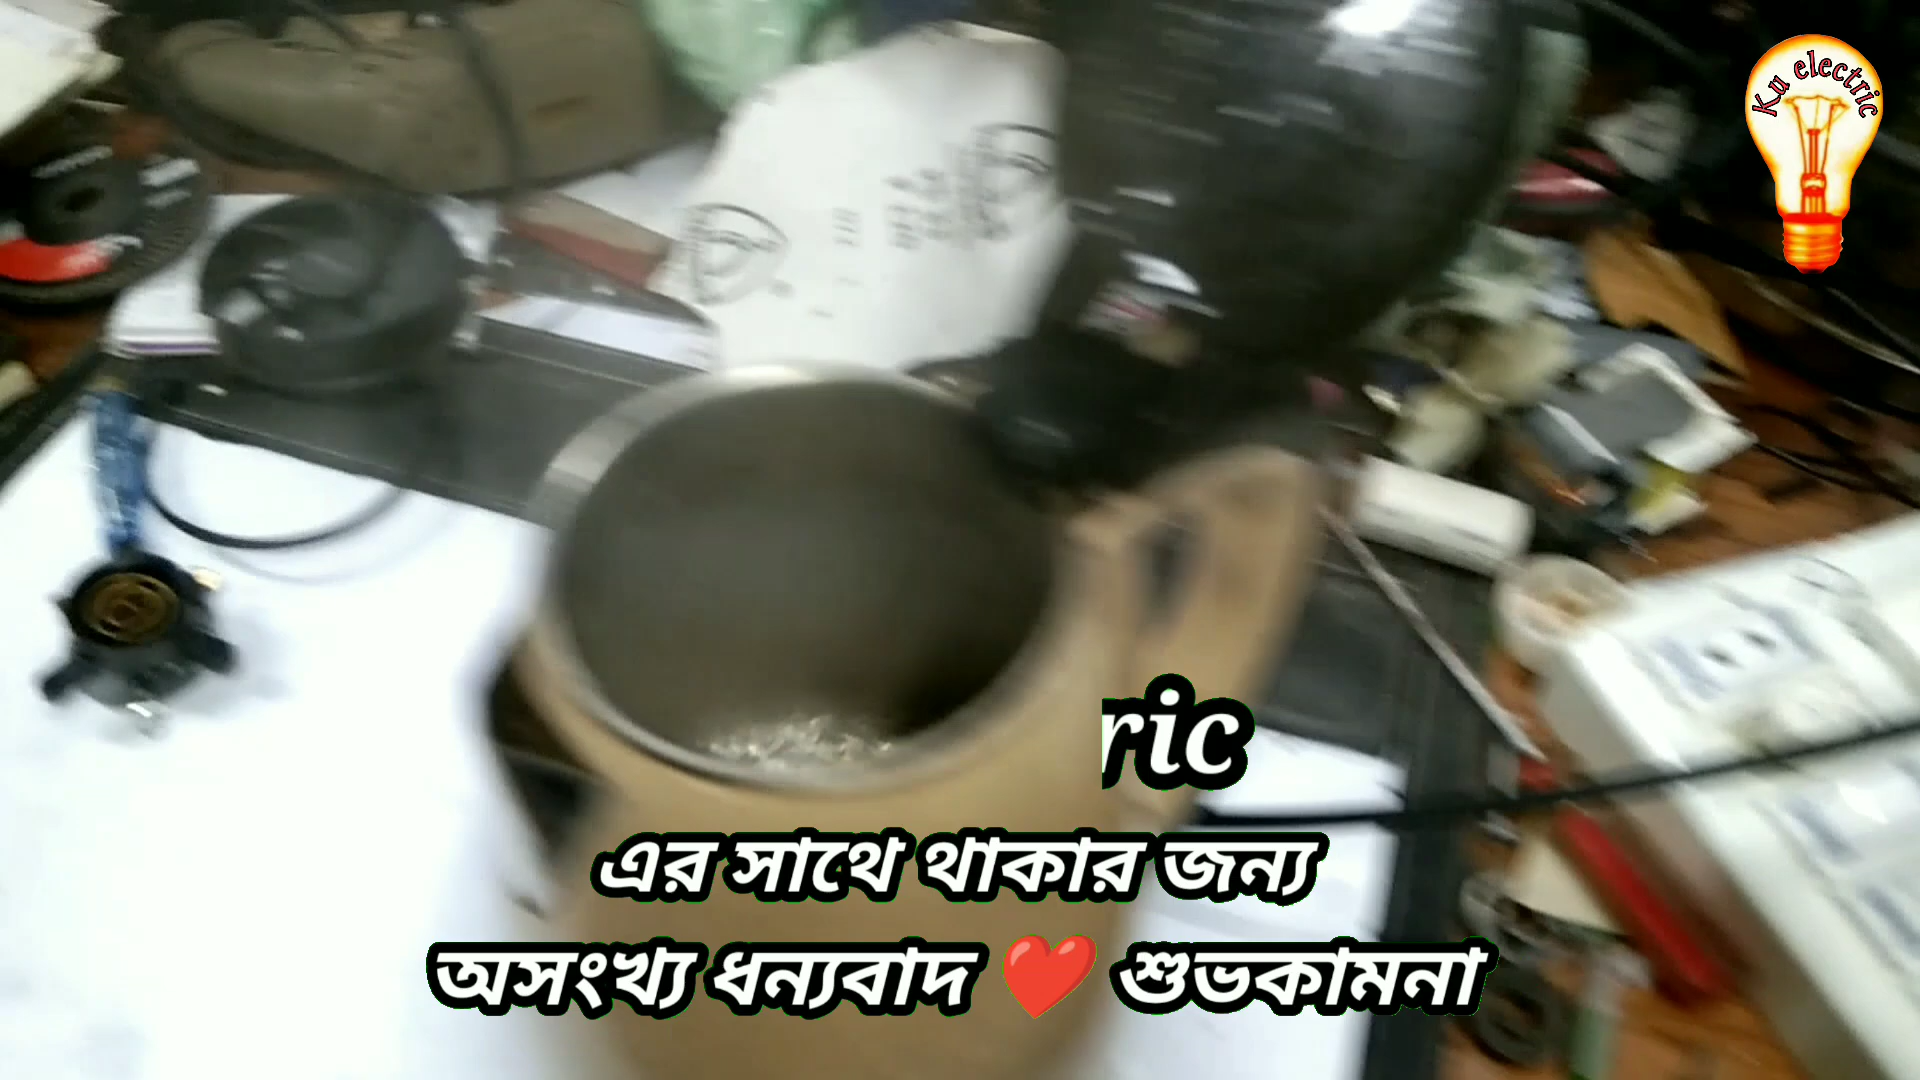 Ku electric
ric
এর সাথে থাকার জন্য
অসংখ্য ধন্যবাদ ❤️ শুভকামনা